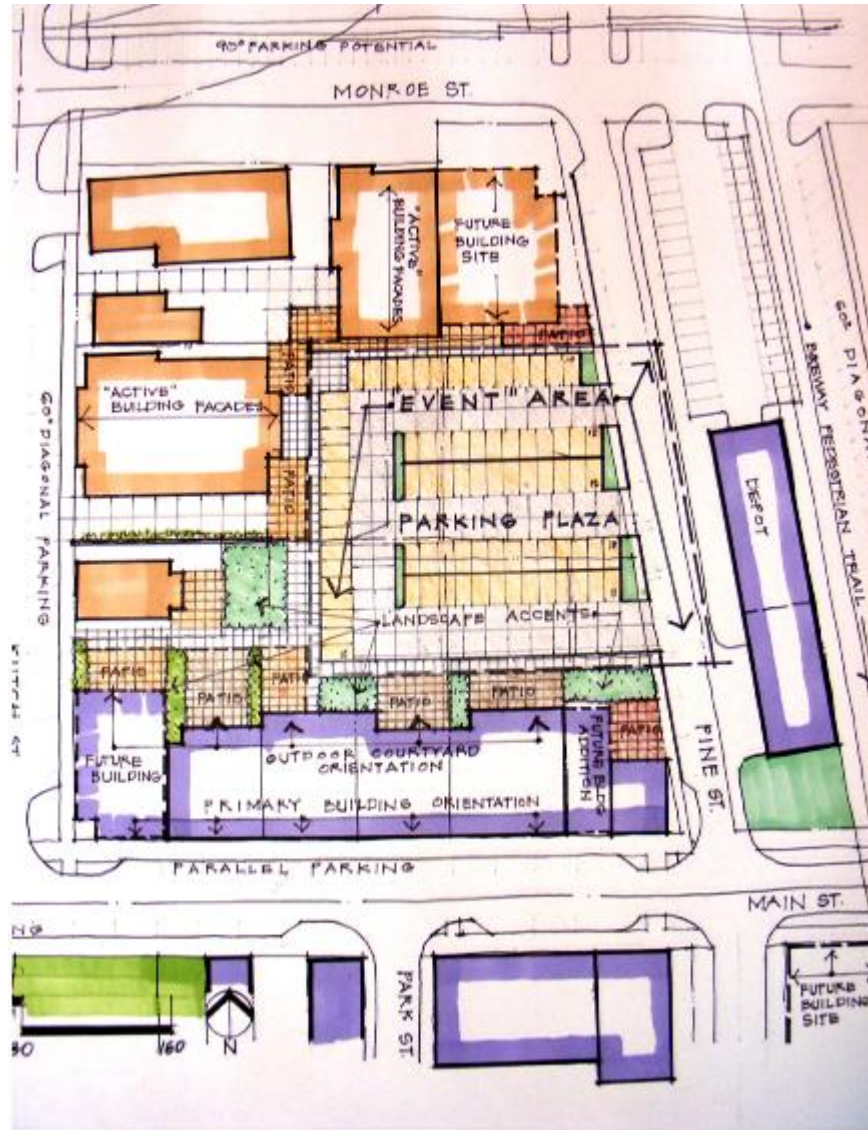 90° PARKING POTENTIAL
MONROE ST.
"ACTIVE"
BUILDING FACADES
FUTURE
BUILDING
SITE
PATIO
PATIO
"ACTIVE"
BUILDING FACADES
"EVENT" AREA
60° DIAGONAL PARKING
60° DIAGONAL
PEDESTRIAN TRAIL
PATIO
PARKING PLAZA
DEPOT
LANDSCAPE ACCENTS
PATIO
PATIO
PATIO
PATIO
PATIO
PATIO
FUTURE
BUILDING
OUTDOOR COURTYARD
ORIENTATION
FUTURE BLDG
ADDITION
PRIMARY BUILDING ORIENTATION
PINE ST.
PARALLEL PARKING
MAIN ST.
NG
PARK ST.
FUTURE
BUILDING
SITE
80
160
N